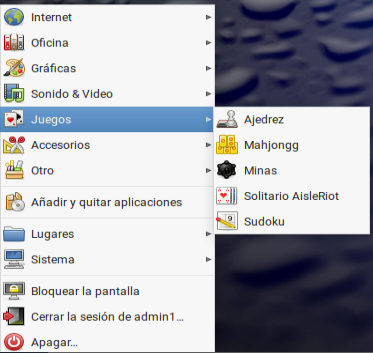 Internet
Oficina
Gráficas
Sonido & Video
Juegos
Ajedrez
Mahjongg
Minas
Solitario AisleRiot
Sudoku
Accesorios
Otro
Añadir y quitar aplicaciones
Lugares
Sistema
Bloquear la pantalla
Cerrar la sesión de admin1...
Apagar...